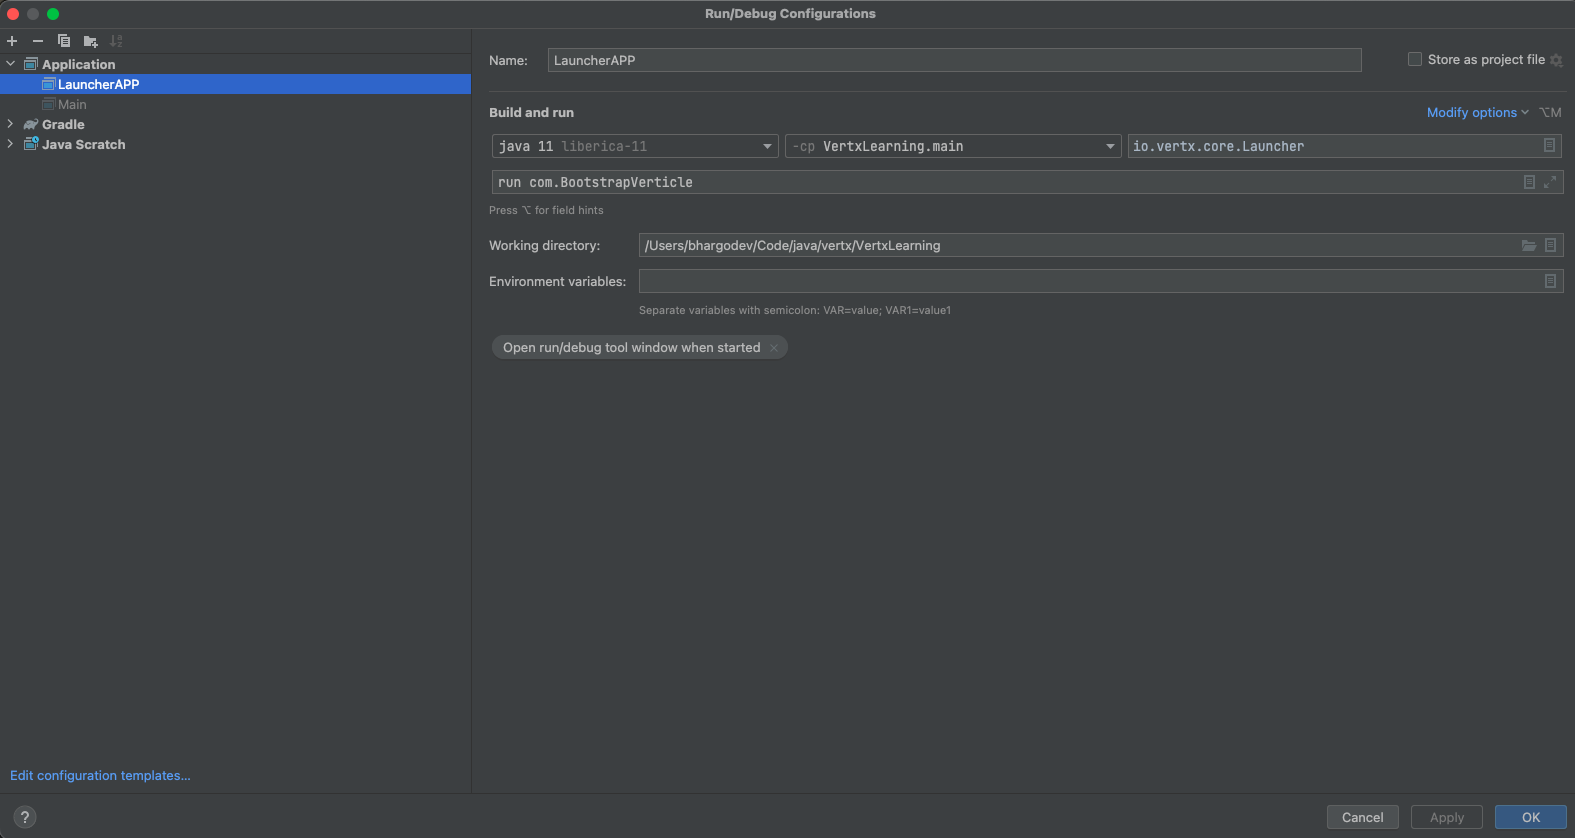 Run/Debug Configurations
Application
LauncherAPP
Main
Gradle
Java Scratch
Edit configuration templates...
Name: LauncherAPP Store as project file
Build and run Modify options ⌥M
java 11 liberica-11 -cp VertxLearning.main io.vertx.core.Launcher
run com.BootstrapVerticle
Press ⌥ for field hints
Working directory: /Users/bhargodev/Code/java/vertx/VertxLearning
Environment variables:
Separate variables with semicolon: VAR=value; VAR1=value1
Open run/debug tool window when started ×
? Cancel Apply OK